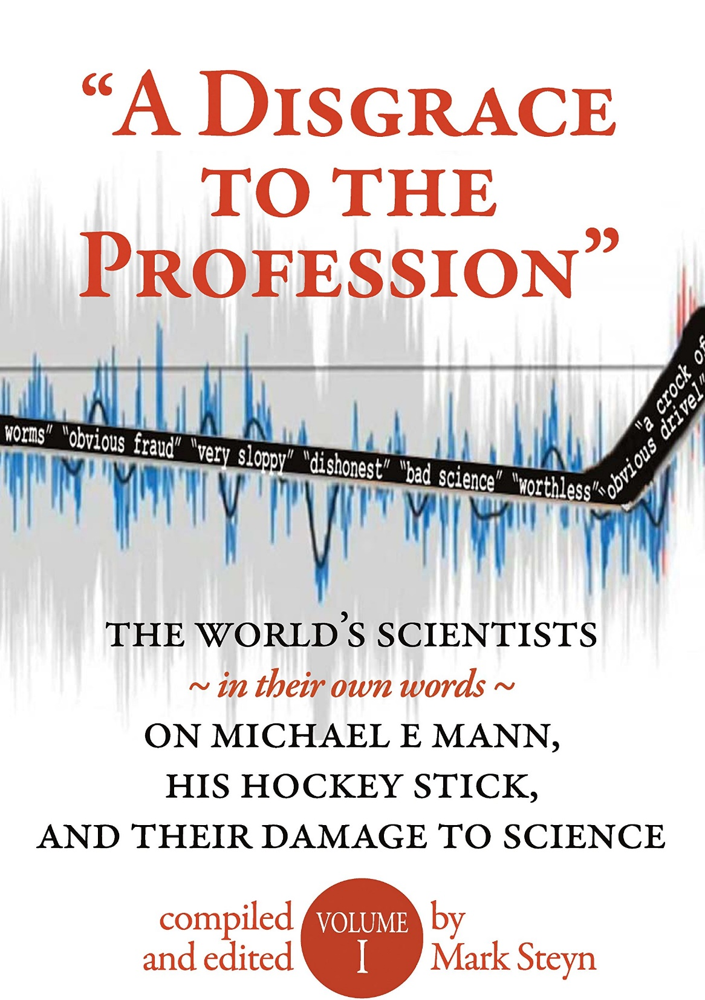 “A Disgrace
to the
Profession”
worms” “obvious fraud” “very sloppy” “dishonest” “bad science” “worthless”
“a crock of
“obvious drivel”
THE WORLD’S SCIENTISTS
~ in their own words ~
ON MICHAEL E MANN,
HIS HOCKEY STICK,
AND THEIR DAMAGE TO SCIENCE
compiled
and edited
VOLUME
I
by
Mark Steyn